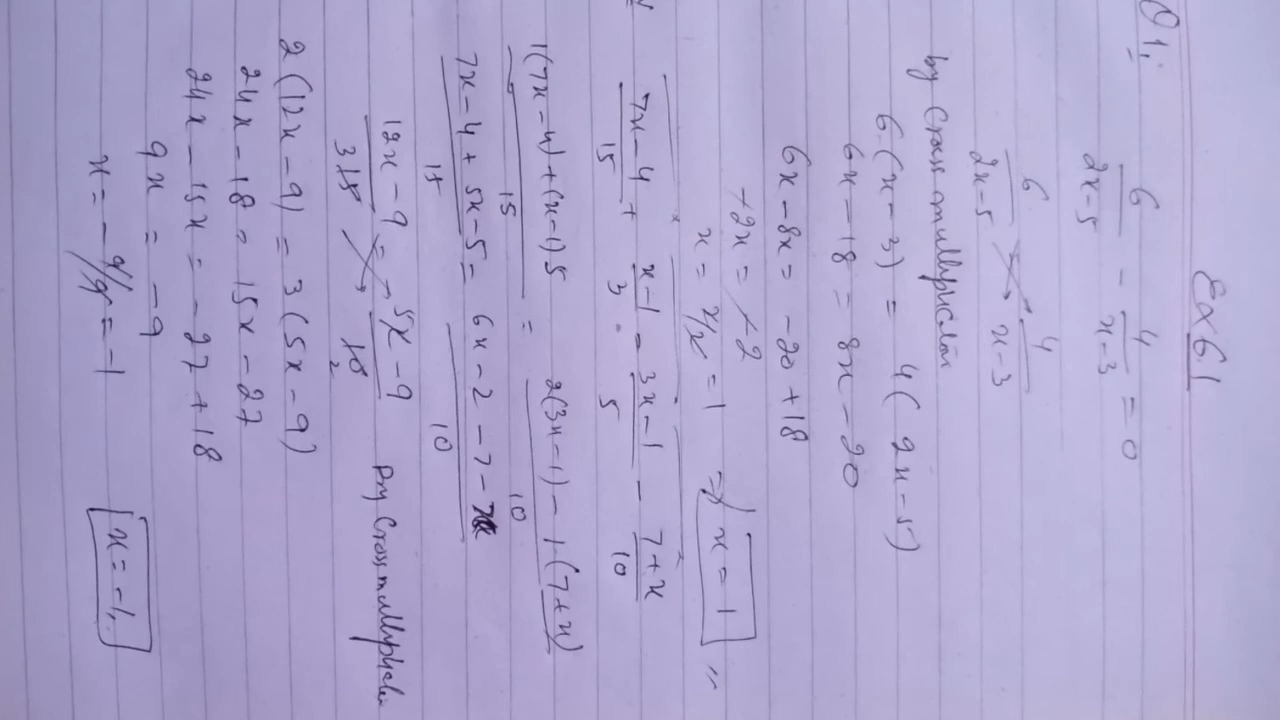 Ex 6.1
Q1,
6/2x-5 - 4/x-3 = 0
6/2x-5 4/x-3
by Cross multiplication
6(x-3) = 4(2x-5)
6x-18 = 8x-20
6x-8x = -20+18
-2x = -2
x = 2/2 = 1 => x = 1 "
7x-4/15 + x-1/3 = 3x-1/5 - 7+x/10
1(7x-4)+(x-1)5/15 = 2(3x-1)-1(7+x)/10
7x-4+5x-5/15 = 6x-2-7-x/10
12x-9/3 15 = 5x-9/10 2 by Cross multiplication
2(12x-9) = 3(5x-9)
24x-18 = 15x-27
24x-15x = -27+18
9x = -9
x = -9/9 = -1 x = -1,